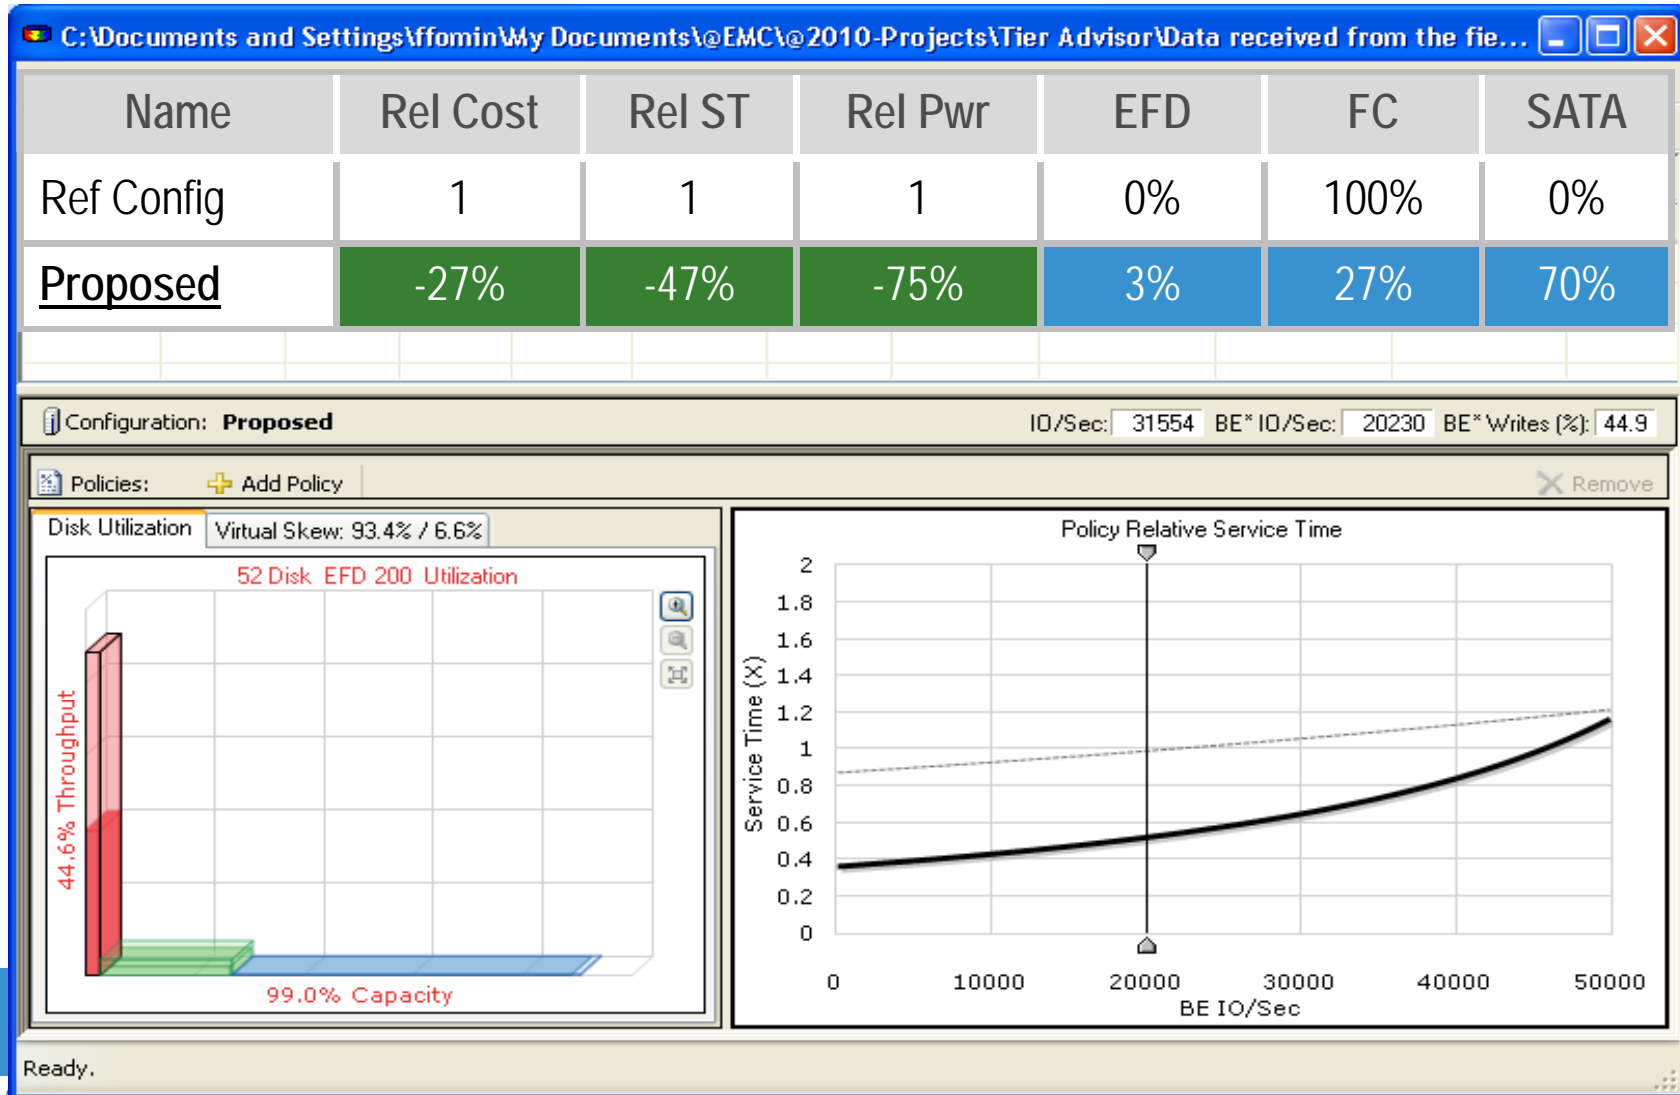 C:\Documents and Settings\ffomin\My Documents\@EMC\@2010-Projects\Tier Advisor\Data received from the fie...
Name Rel Cost Rel ST Rel Pwr EFD FC SATA
Ref Config 1 1 1 0% 100% 0%
Proposed -27% -47% -75% 3% 27% 70%
Configuration: Proposed IO/Sec: 31554 BE* IO/Sec: 20230 BE* Writes (%): 44.9
Policies: Add Policy Remove
Disk Utilization Virtual Skew: 93.4% / 6.6%
52 Disk EFD 200 Utilization
44.6% Throughput
99.0% Capacity
Policy Relative Service Time
2
1.8
1.6
1.4
1.2
1
0.8
0.6
0.4
0.2
0
Service Time (X)
0 10000 20000 30000 40000 50000
BE IO/Sec
Ready.